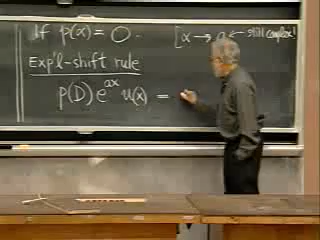 If p(α) = 0. [α → a ← still complex!
Exp'l-shift rule
p(D) e^{ax} u(x) =